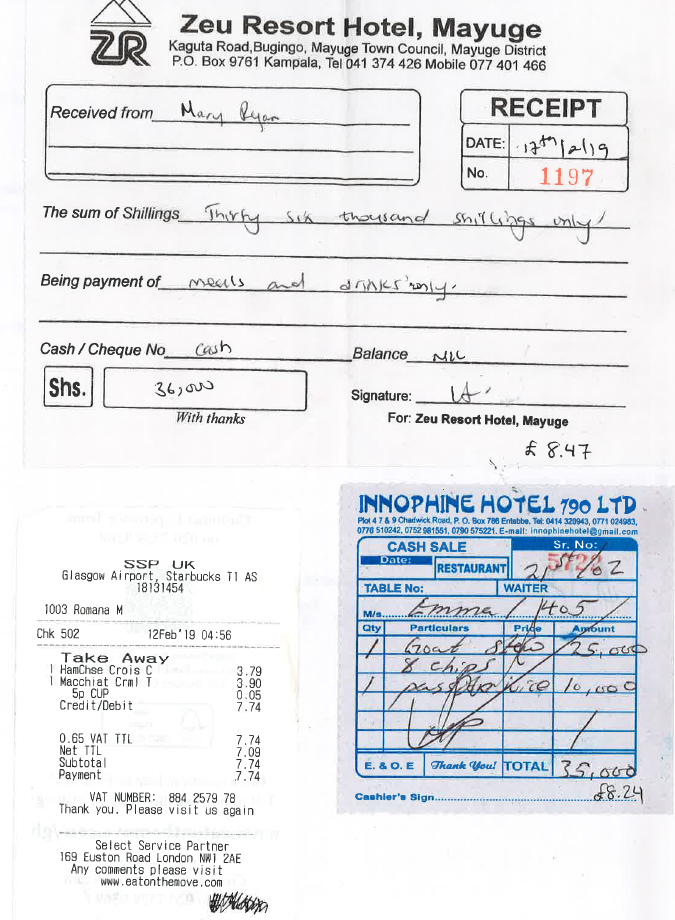 ZR
Zeu Resort Hotel, Mayuge
Kaguta Road,Bugingo, Mayuge Town Council, Mayuge District
P.O. Box 9761 Kampala, Tel 041 374 426 Mobile 077 401 466
Received from Mary Ryan
RECEIPT
DATE: 17th/2/19
No. 1197
The sum of Shillings Thirty six thousand shillings only
Being payment of meals and drinks only.
Cash / Cheque No Cash
Balance NIL
Shs. 36,000
With thanks
Signature:
For: Zeu Resort Hotel, Mayuge
£ 8.47
SSP UK
Glasgow Airport, Starbucks T1 AS
18131454
1003 Romana M
Chk 502 12Feb'19 04:56
Take Away
1 HamChse Crois C 3.79
1 Macchiat Crml T 3.90
5p CUP 0.05
Credit/Debit 7.74
0.65 VAT TTL 7.74
Net TTL 7.09
Subtotal 7.74
Payment 7.74
VAT NUMBER: 884 2579 78
Thank you. Please visit us again
Select Service Partner
169 Euston Road London NW1 2AE
Any comments please visit
www.eatonthemove.com
INNOPHINE HOTEL 790 LTD
Plot 4 7 & 9 Chadwick Road, P. O. Box 786 Entebbe. Tel: 0414 320943, 0771 024983,
0776 510242, 0752 981551, 0790 575221. E-mail: innophinehotel@gmail.com
CASH SALE
Sr. No:
5722
Date: 21st/02
RESTAURANT
TABLE No: WAITER
M/s Emma / 405
Qty Particulars Price Amount
1 Goat stew 25,000
& chips
1 passion juice 10,000
E. & O. E Thank You! TOTAL 35,000
Cashier's Sign
£8.24